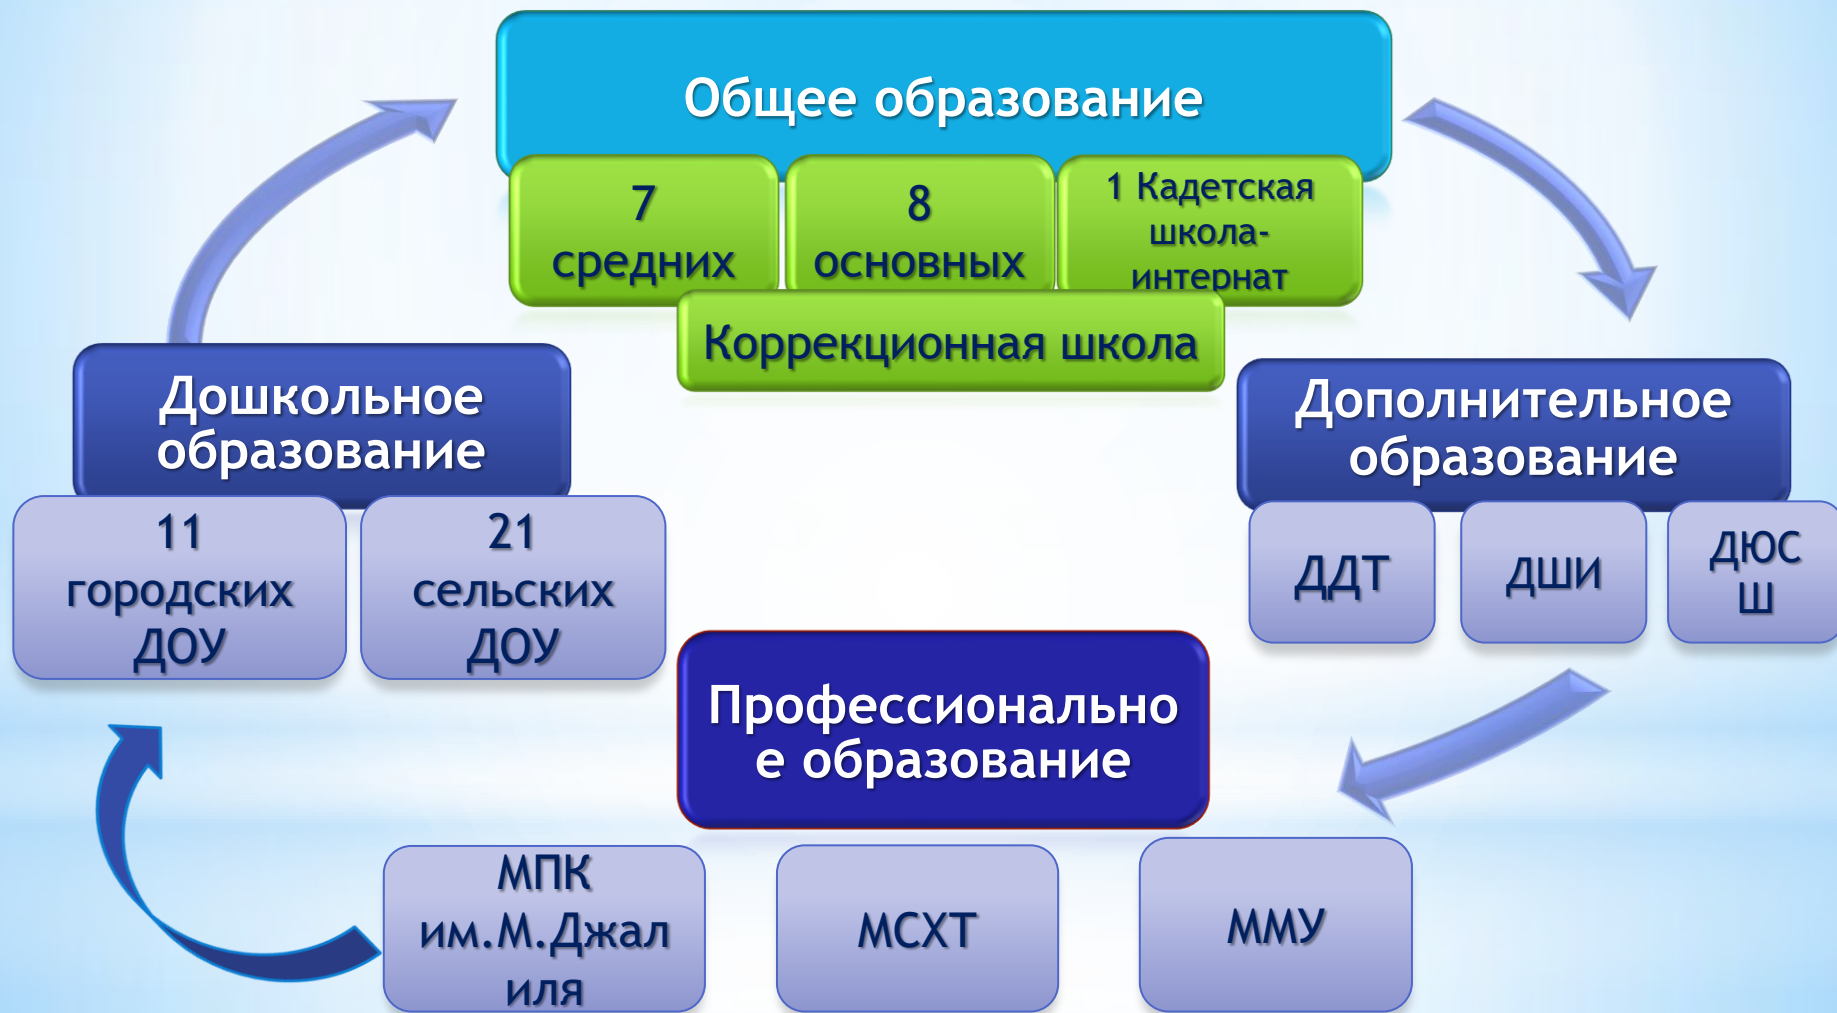 Общее образование
7
средних
8
основных
1 Кадетская
школа-
интернат
Коррекционная школа
Дошкольное
образование
11
городских
ДОУ
21
сельских
ДОУ
Дополнительное
образование
ДДТ
ДШИ
ДЮС
Ш
Профессионально
е образование
МПК
им.М.Джал
иля
МСХТ
ММУ